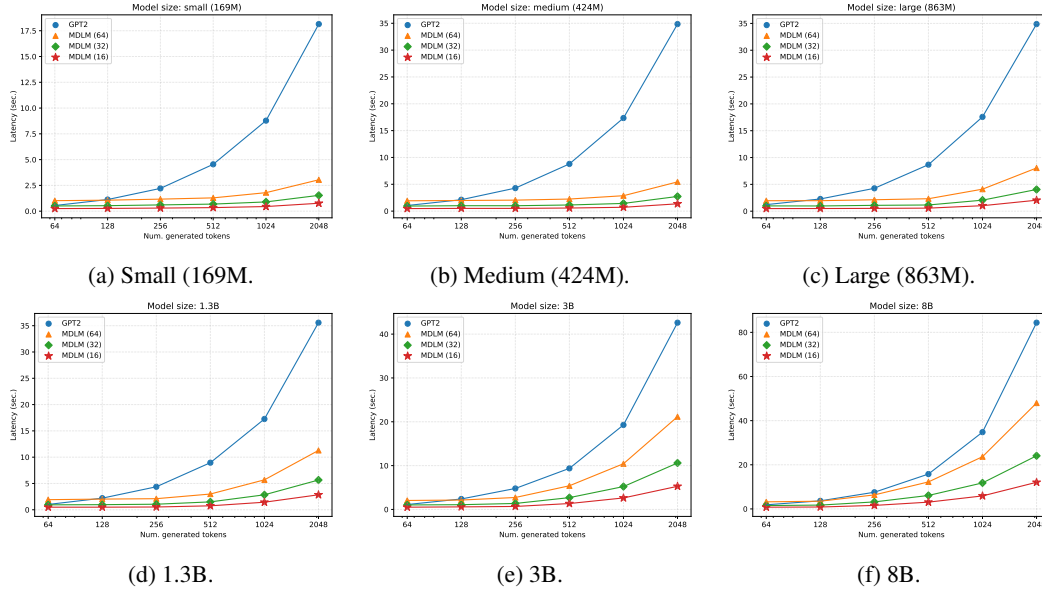 Model size: small (169M)
GPT2
MDLM (64)
MDLM (32)
MDLM (16)
Latency (sec.)
17.5
15.0
12.5
10.0
7.5
5.0
2.5
0.0
64 128 256 512 1024 2048
Num. generated tokens
(a) Small (169M.
Model size: medium (424M)
GPT2
MDLM (64)
MDLM (32)
MDLM (16)
Latency (sec.)
35
30
25
20
15
10
5
0
64 128 256 512 1024 2048
Num. generated tokens
(b) Medium (424M).
Model size: large (863M)
GPT2
MDLM (64)
MDLM (32)
MDLM (16)
Latency (sec.)
35
30
25
20
15
10
5
0
64 128 256 512 1024 2048
Num. generated tokens
(c) Large (863M).
Model size: 1.3B
GPT2
MDLM (64)
MDLM (32)
MDLM (16)
Latency (sec.)
35
30
25
20
15
10
5
0
64 128 256 512 1024 2048
Num. generated tokens
(d) 1.3B.
Model size: 3B
GPT2
MDLM (64)
MDLM (32)
MDLM (16)
Latency (sec.)
40
30
20
10
0
64 128 256 512 1024 2048
Num. generated tokens
(e) 3B.
Model size: 8B
GPT2
MDLM (64)
MDLM (32)
MDLM (16)
Latency (sec.)
80
60
40
20
0
64 128 256 512 1024 2048
Num. generated tokens
(f) 8B.